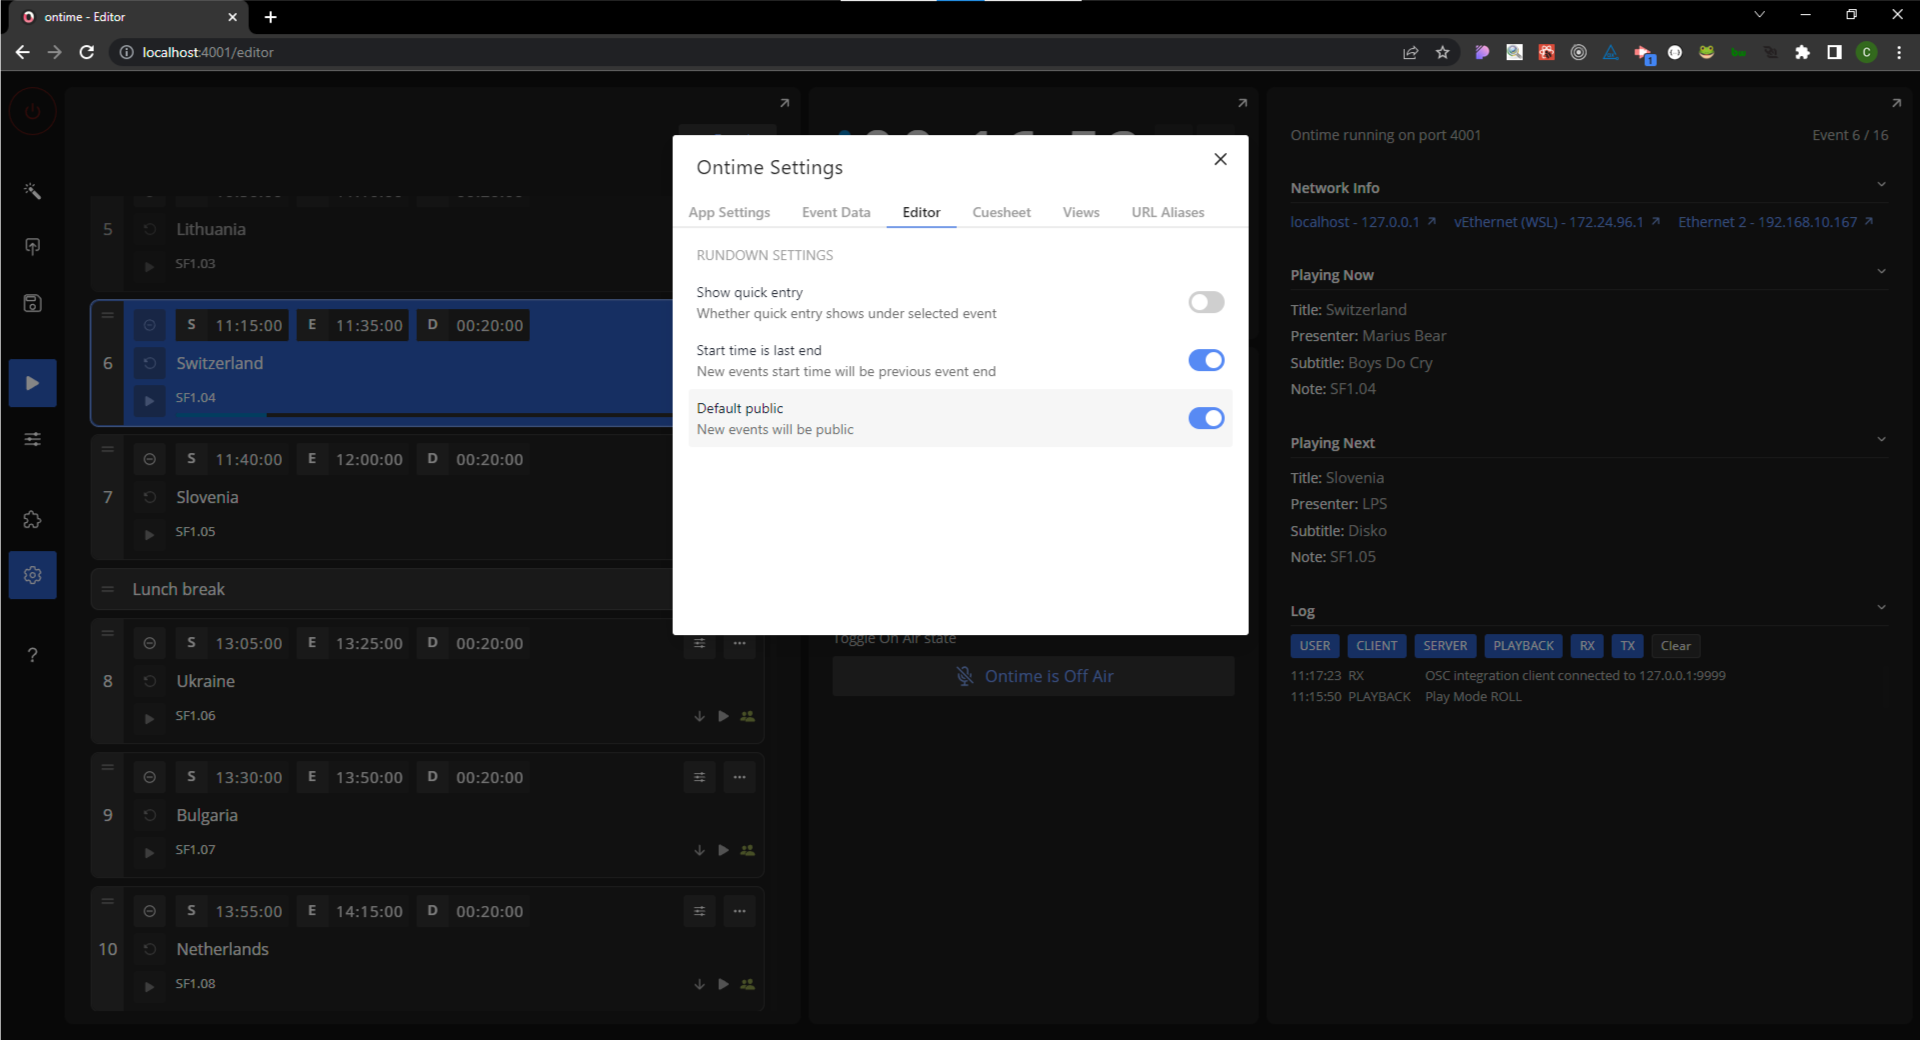 ontime - Editor
localhost:4001/editor
1
C
5
Lithuania
SF1.03
S 11:15:00 E 11:35:00 D 00:20:00
6
Switzerland
SF1.04
S 11:40:00 E 12:00:00 D 00:20:00
7
Slovenia
SF1.05
Lunch break
S 13:05:00 E 13:25:00 D 00:20:00
8
Ukraine
SF1.06
S 13:30:00 E 13:50:00 D 00:20:00
9
Bulgaria
SF1.07
S 13:55:00 E 14:15:00 D 00:20:00
10
Netherlands
SF1.08
?
Ontime Settings
App Settings Event Data Editor Cuesheet Views URL Aliases
RUNDOWN SETTINGS
Show quick entry
Whether quick entry shows under selected event
Start time is last end
New events start time will be previous event end
Default public
New events will be public
Toggle On Air state
Ontime is Off Air
Ontime running on port 4001 Event 6 / 16
Network Info
localhost - 127.0.0.1 vEthernet (WSL) - 172.24.96.1 Ethernet 2 - 192.168.10.167
Playing Now
Title: Switzerland
Presenter: Marius Bear
Subtitle: Boys Do Cry
Note: SF1.04
Playing Next
Title: Slovenia
Presenter: LPS
Subtitle: Disko
Note: SF1.05
Log
USER CLIENT SERVER PLAYBACK RX TX Clear
11:17:23 RX OSC integration client connected to 127.0.0.1:9999
11:15:50 PLAYBACK Play Mode ROLL